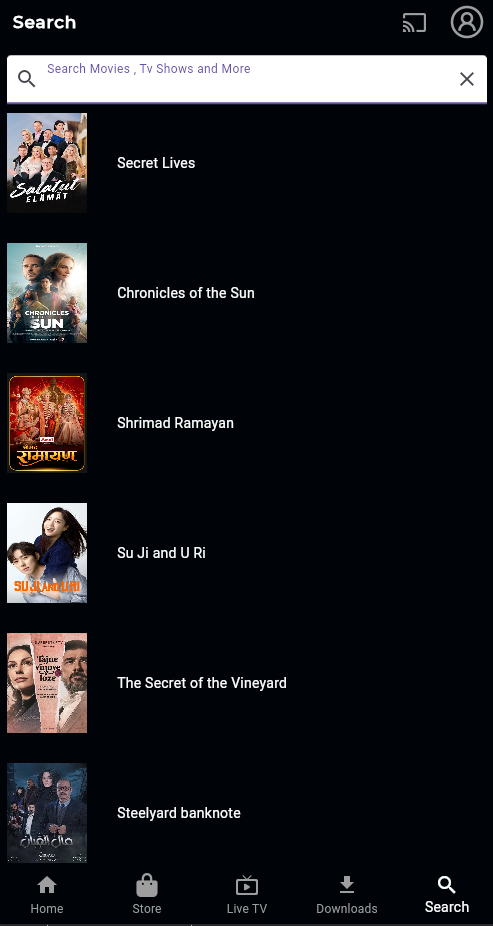 Search
Search Movies , Tv Shows and More
Salatut
ELÄMÄT
Secret Lives
CHRONICLES
SUN
Chronicles of the Sun
रामायण
Shrimad Ramayan
SU JI AND U RI
Su Ji and U Ri
Tajne
vinove
loze
The Secret of the Vineyard
Steelyard banknote
Home
Store
Live TV
Downloads
Search